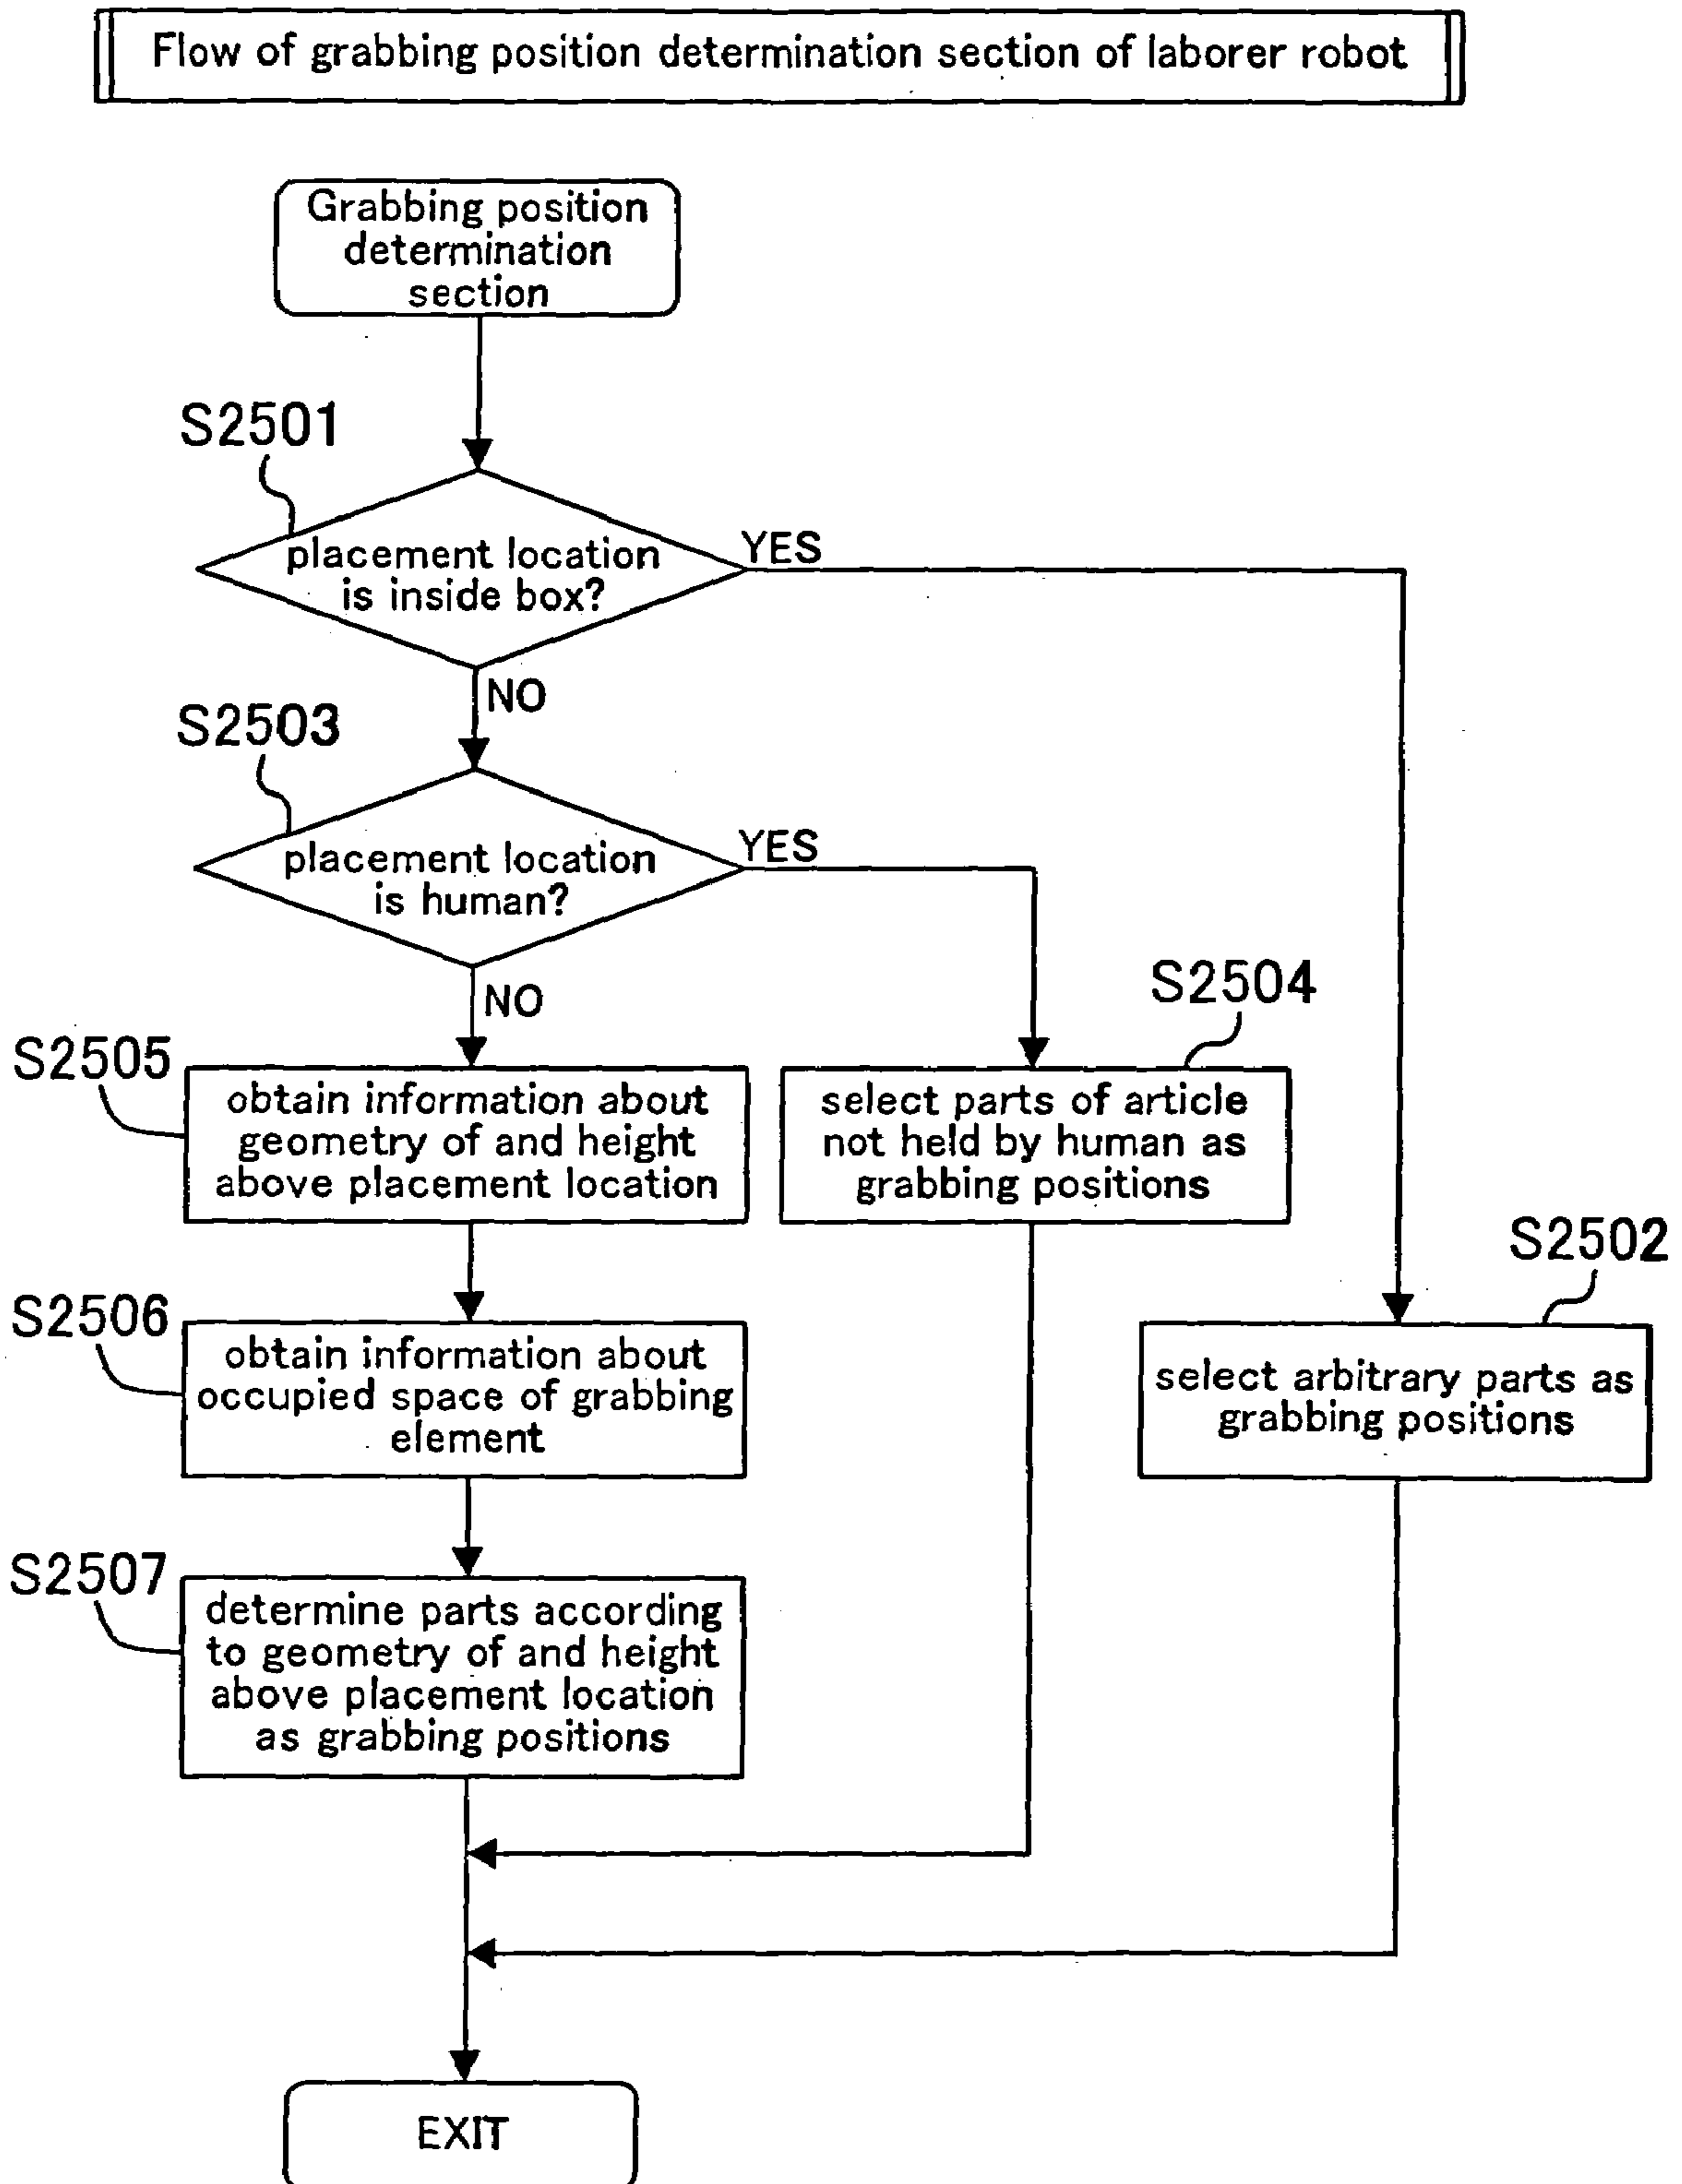 Flow of grabbing position determination section of laborer robot
Grabbing position
determination
section
S2501
placement location
is inside box?
YES
NO
S2503
placement location
is human?
YES
NO
S2504
S2505
obtain information about
geometry of and height
above placement location
select parts of article
not held by human as
grabbing positions
S2502
S2506
obtain information about
occupied space of grabbing
element
select arbitrary parts as
grabbing positions
S2507
determine parts according
to geometry of and height
above placement location
as grabbing positions
EXIT